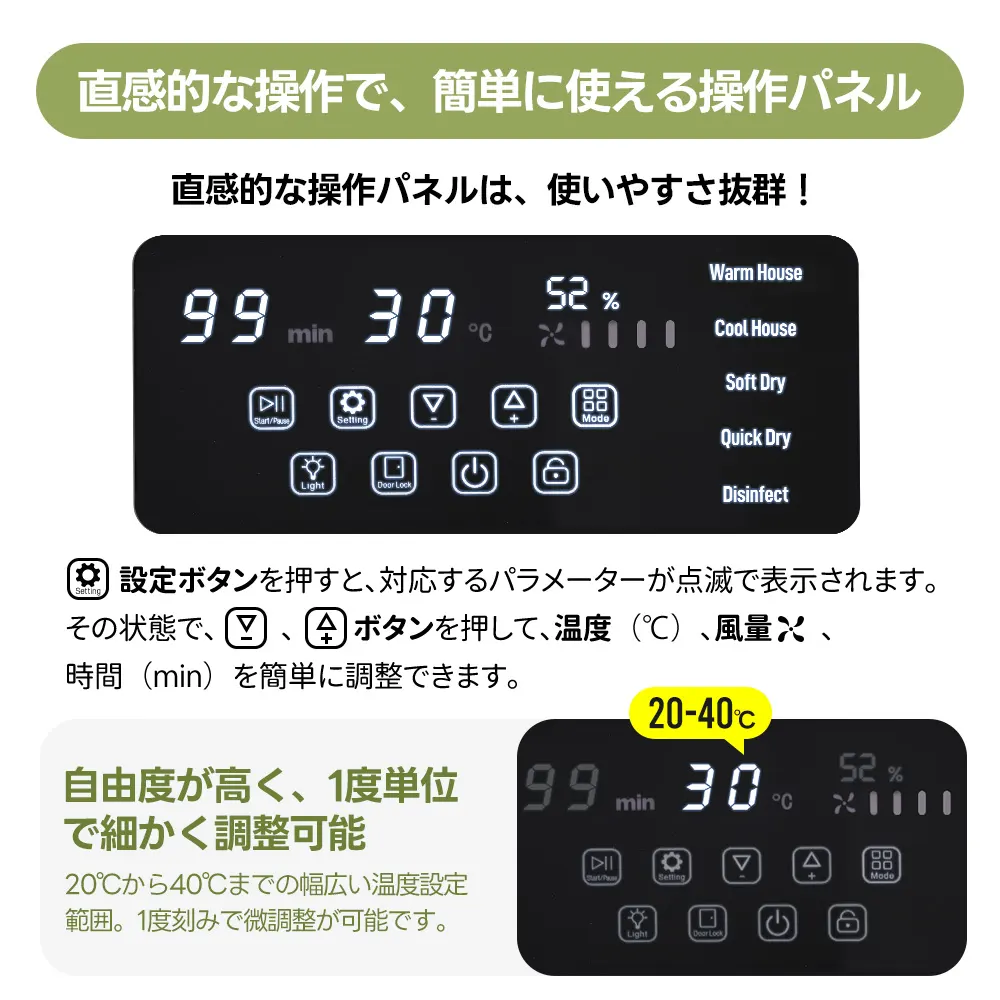 直感的な操作で、簡単に使える操作パネル
直感的な操作パネルは、使いやすさ抜群！
99 min 30 ℃ 52 %
Warm House
Cool House
Soft Dry
Quick Dry
Disinfect
Start/Pause Setting - + Mode
Light Door Lock
Setting 設定ボタンを押すと、対応するパラメーターが点滅で表示されます。
その状態で、 - 、 + ボタンを押して、温度（℃）、風量 、
時間（min）を簡単に調整できます。
20-40℃
自由度が高く、1度単位
で細かく調整可能
20℃から40℃までの幅広い温度設定
範囲。1度刻みで微調整が可能です。
99 min 30 ℃ 52 %
Start/Pause Setting - + Mode
Light Door Lock